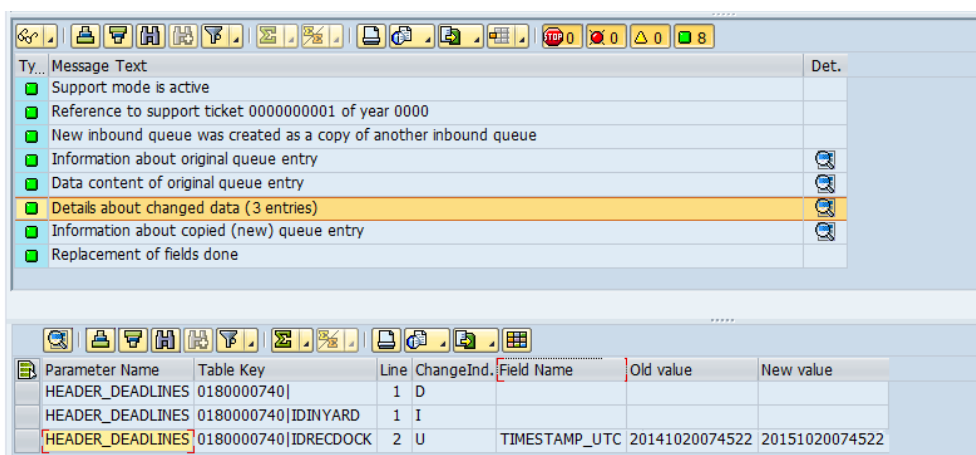 STOP 0 0 0 8
Ty... Message Text Det.
Support mode is active
Reference to support ticket 0000000001 of year 0000
New inbound queue was created as a copy of another inbound queue
Information about original queue entry
Data content of original queue entry
Details about changed data (3 entries)
Information about copied (new) queue entry
Replacement of fields done
Parameter Name Table Key Line ChangeInd. Field Name Old value New value
HEADER_DEADLINES 0180000740| 1 D
HEADER_DEADLINES 0180000740|IDINYARD 1 I
HEADER_DEADLINES 0180000740|IDRECDOCK 2 U TIMESTAMP_UTC 20141020074522 20151020074522